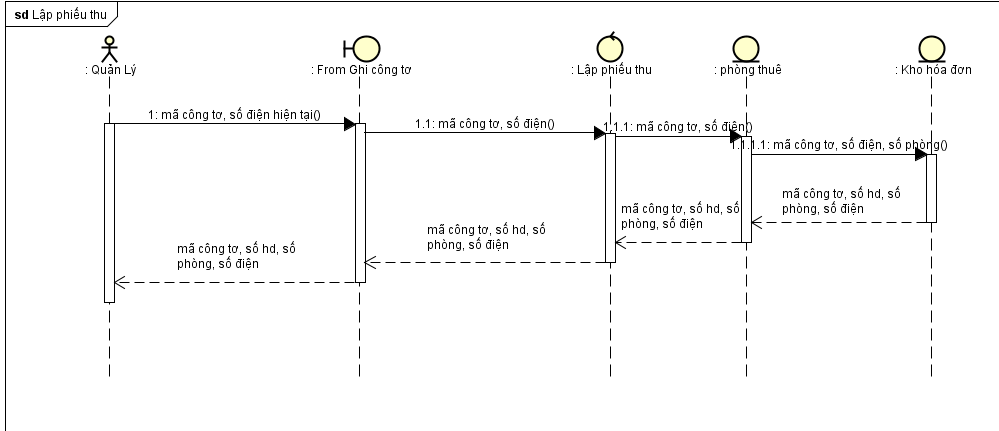 sd Lập phiếu thu
: Quản Lý
: From Ghi công tơ
: Lập phiếu thu
: phòng thuê
: Kho hóa đơn
1: mã công tơ, số điện hiện tại()
1.1: mã công tơ, số điện()
1.1.1: mã công tơ, số điện()
1.1.1.1: mã công tơ, số điện, số phòng()
mã công tơ, số hd, số
phòng, số điện
mã công tơ, số hd, số
phòng, số điện
mã công tơ, số hd, số
phòng, số điện
mã công tơ, số hd, số
phòng, số điện